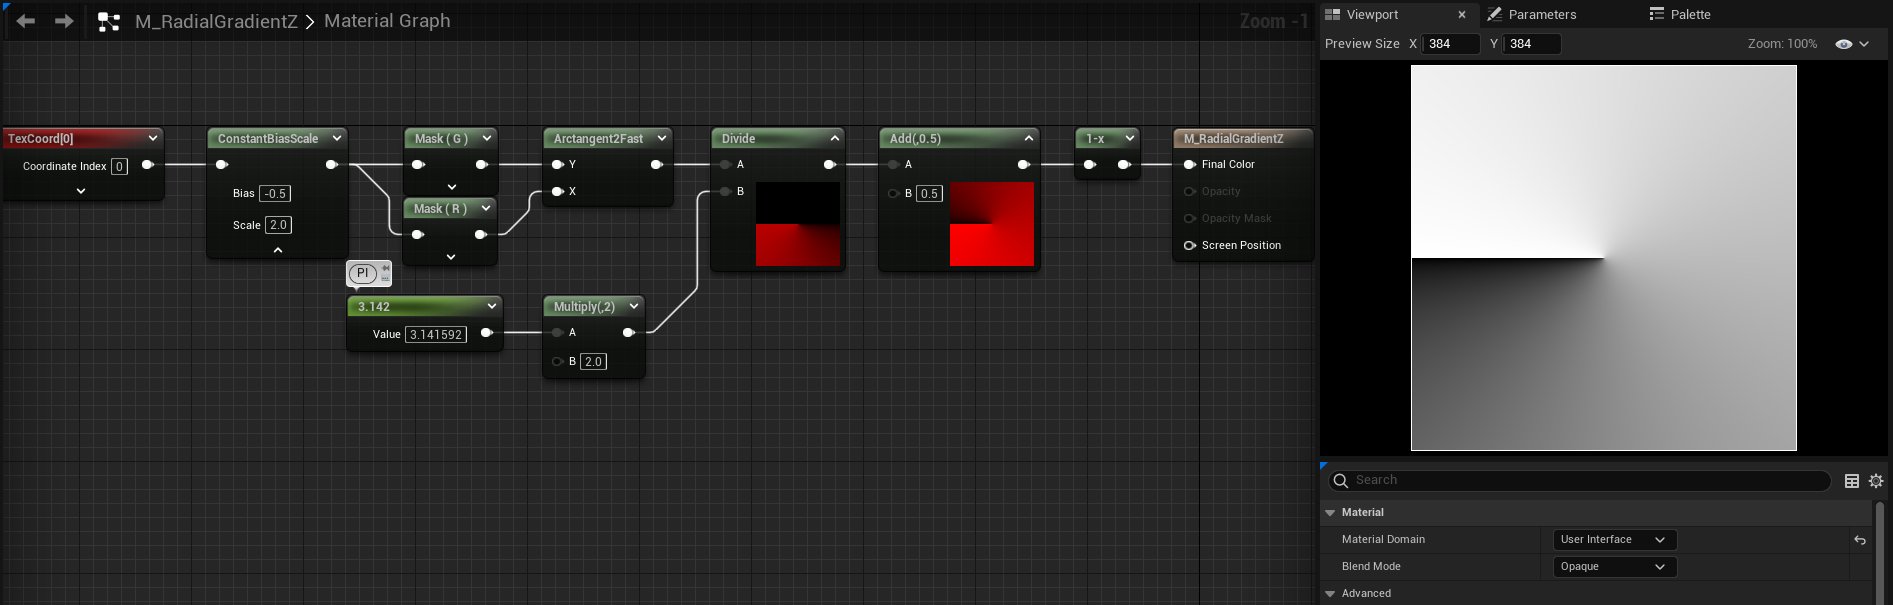 M_RadialGradientZ > Material Graph
Zoom -1
TexCoord[0]
Coordinate Index 0
ConstantBiasScale
Bias -0.5
Scale 2.0
Mask ( G )
Mask ( R )
Arctangent2Fast
Y
X
Divide
A
B
Add(,0.5)
A
B 0.5
1-x
M_RadialGradientZ
Final Color
Opacity
Opacity Mask
Screen Position
PI
3.142
Value 3.141592
Multiply(,2)
A
B 2.0
Viewport
Parameters
Palette
Preview Size X 384 Y 384
Zoom: 100%
Search
Material
Material Domain User Interface
Blend Mode Opaque
Advanced